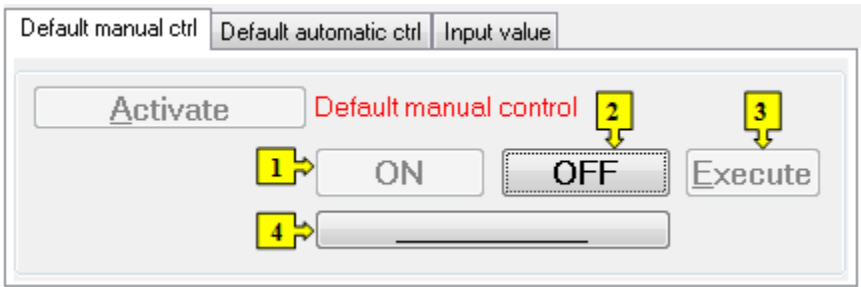 Default manual ctrl Default automatic ctrl Input value
Activate Default manual control 2 3
1 ON OFF Execute
4 ____________